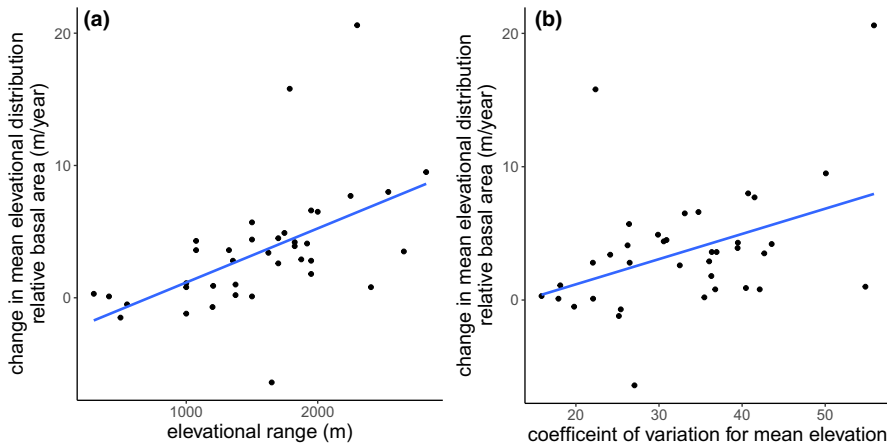 (a)
change in mean elevational distribution
relative basal area (m/year)
20
10
0
1000
2000
elevational range (m)
(b)
change in mean elevational distribution
relative basal area (m/year)
20
10
0
20
30
40
50
coefficeint of variation for mean elevation